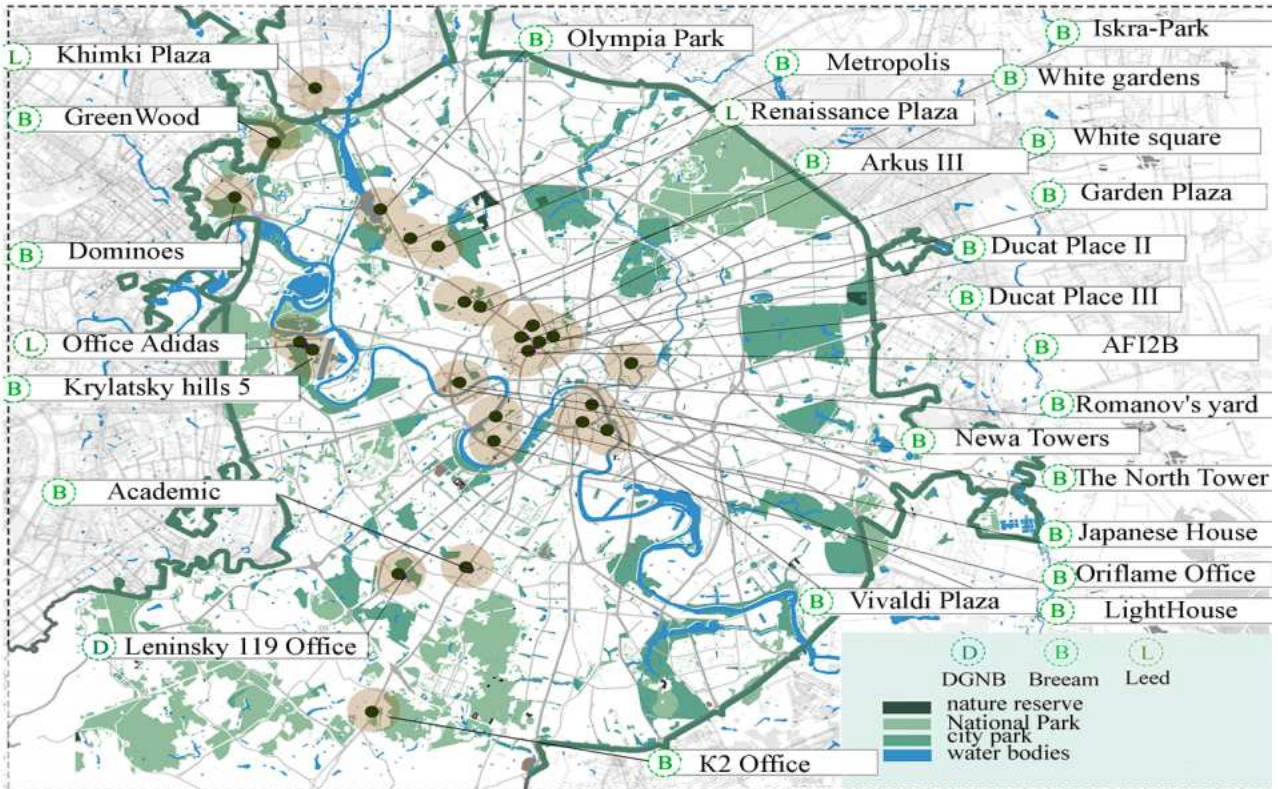 B Iskra-Park
B Olympia Park
L Khimki Plaza
B Metropolis
B White gardens
B GreenWood
L Renaissance Plaza
B White square
B Arkus III
B Garden Plaza
B Dominoes
B Ducat Place II
B Ducat Place III
L Office Adidas
B AFI2B
B Krylatsky hills 5
B Romanov's yard
B Newa Towers
B The North Tower
B Academic
B Japanese House
B Oriflame Office
B Vivaldi Plaza
B LightHouse
D Leninsky 119 Office
B K2 Office
D B L
DGNB Breeam Leed
nature reserve
National Park
city park
water bodies